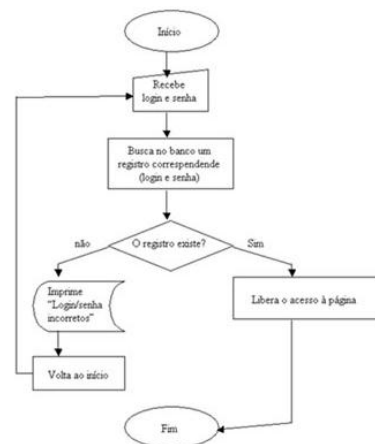 Início
Recebe
login e senha
Busca no banco um
registro correspendende
(login e senha)
O registro existe?
não
Sim
Imprime
"Login/senha
incorretos"
Libera o acesso à página
Volta ao início
Fim